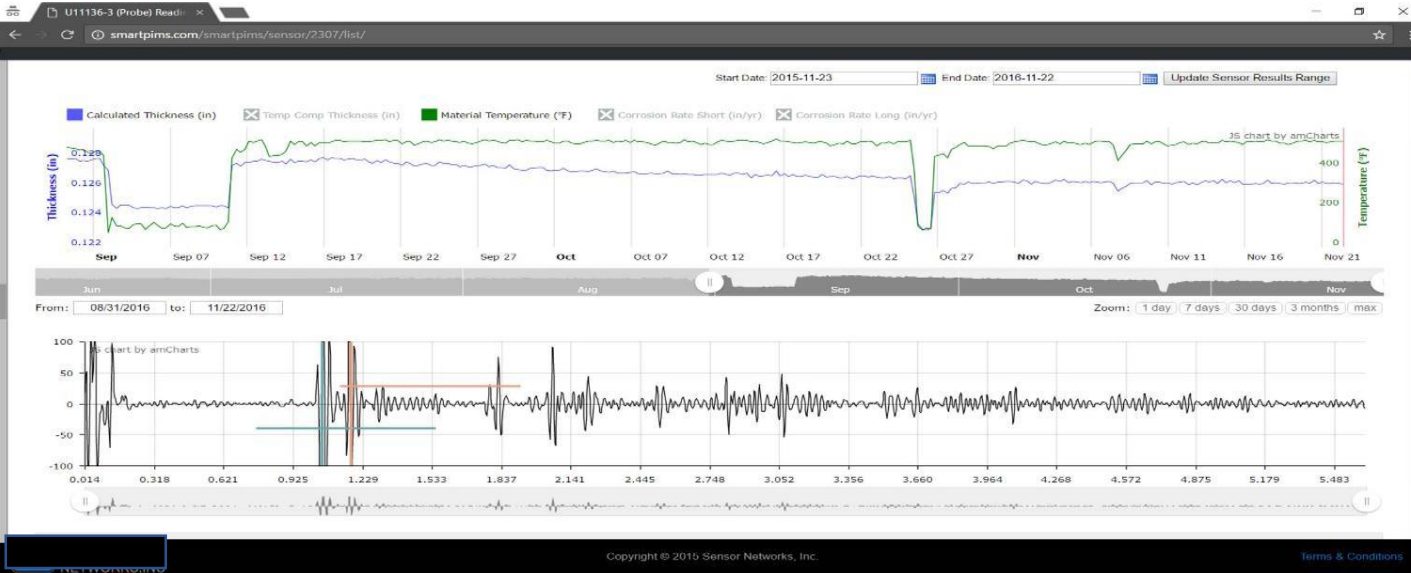 U11136-3 (Probe) Readi
smartpims.com/smartpims/sensor/2307/list/
Start Date: 2015-11-23 End Date: 2016-11-22 Update Sensor Results Range
Calculated Thickness (in) Temp Comp Thickness (in) Material Temperature (°F) Corrosion Rate Short (in/yr) Corrosion Rate Long (in/yr)
JS chart by amCharts
Thickness (in)
0.128
0.126
0.124
0.122
400
200
0
Temperature (°F)
Sep Sep 07 Sep 12 Sep 17 Sep 22 Sep 27 Oct Oct 07 Oct 12 Oct 17 Oct 22 Oct 27 Nov Nov 06 Nov 11 Nov 16 Nov 21
Jun Jul Aug Sep Oct Nov
From: 08/31/2016 to: 11/22/2016 Zoom: 1 day 7 days 30 days 3 months max
JS chart by amCharts
100
50
0
-50
-100
0.014 0.318 0.621 0.925 1.229 1.533 1.837 2.141 2.445 2.748 3.052 3.356 3.660 3.964 4.268 4.572 4.875 5.179 5.483
Copyright © 2015 Sensor Networks, Inc. Terms & Conditions